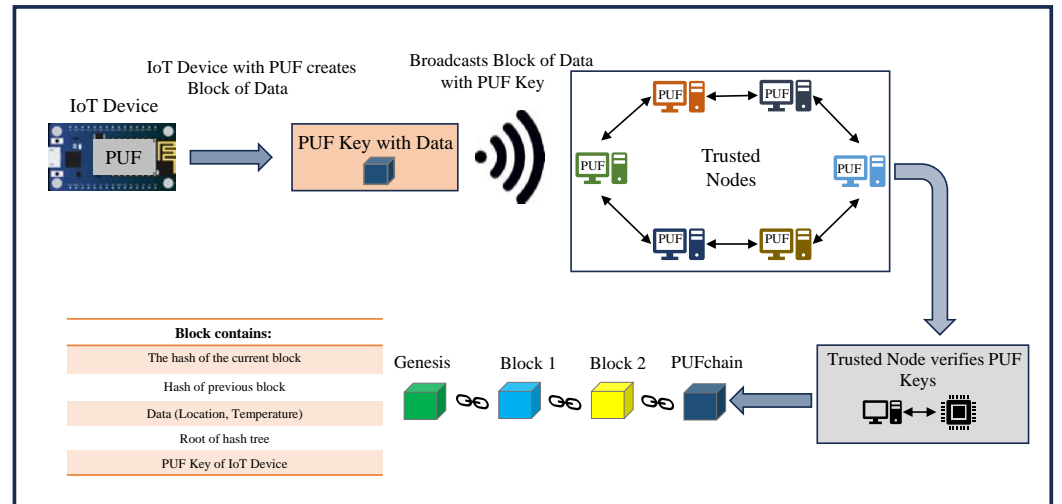 IoT Device with PUF creates
Block of Data
Broadcasts Block of Data
with PUF Key
IoT Device
PUF
PUF Key with Data
PUF
PUF
PUF
PUF
PUF
PUF
Trusted
Nodes
Block contains:
The hash of the current block
Hash of previous block
Data (Location, Temperature)
Root of hash tree
PUF Key of IoT Device
Genesis
Block 1
Block 2
PUFchain
Trusted Node verifies PUF
Keys